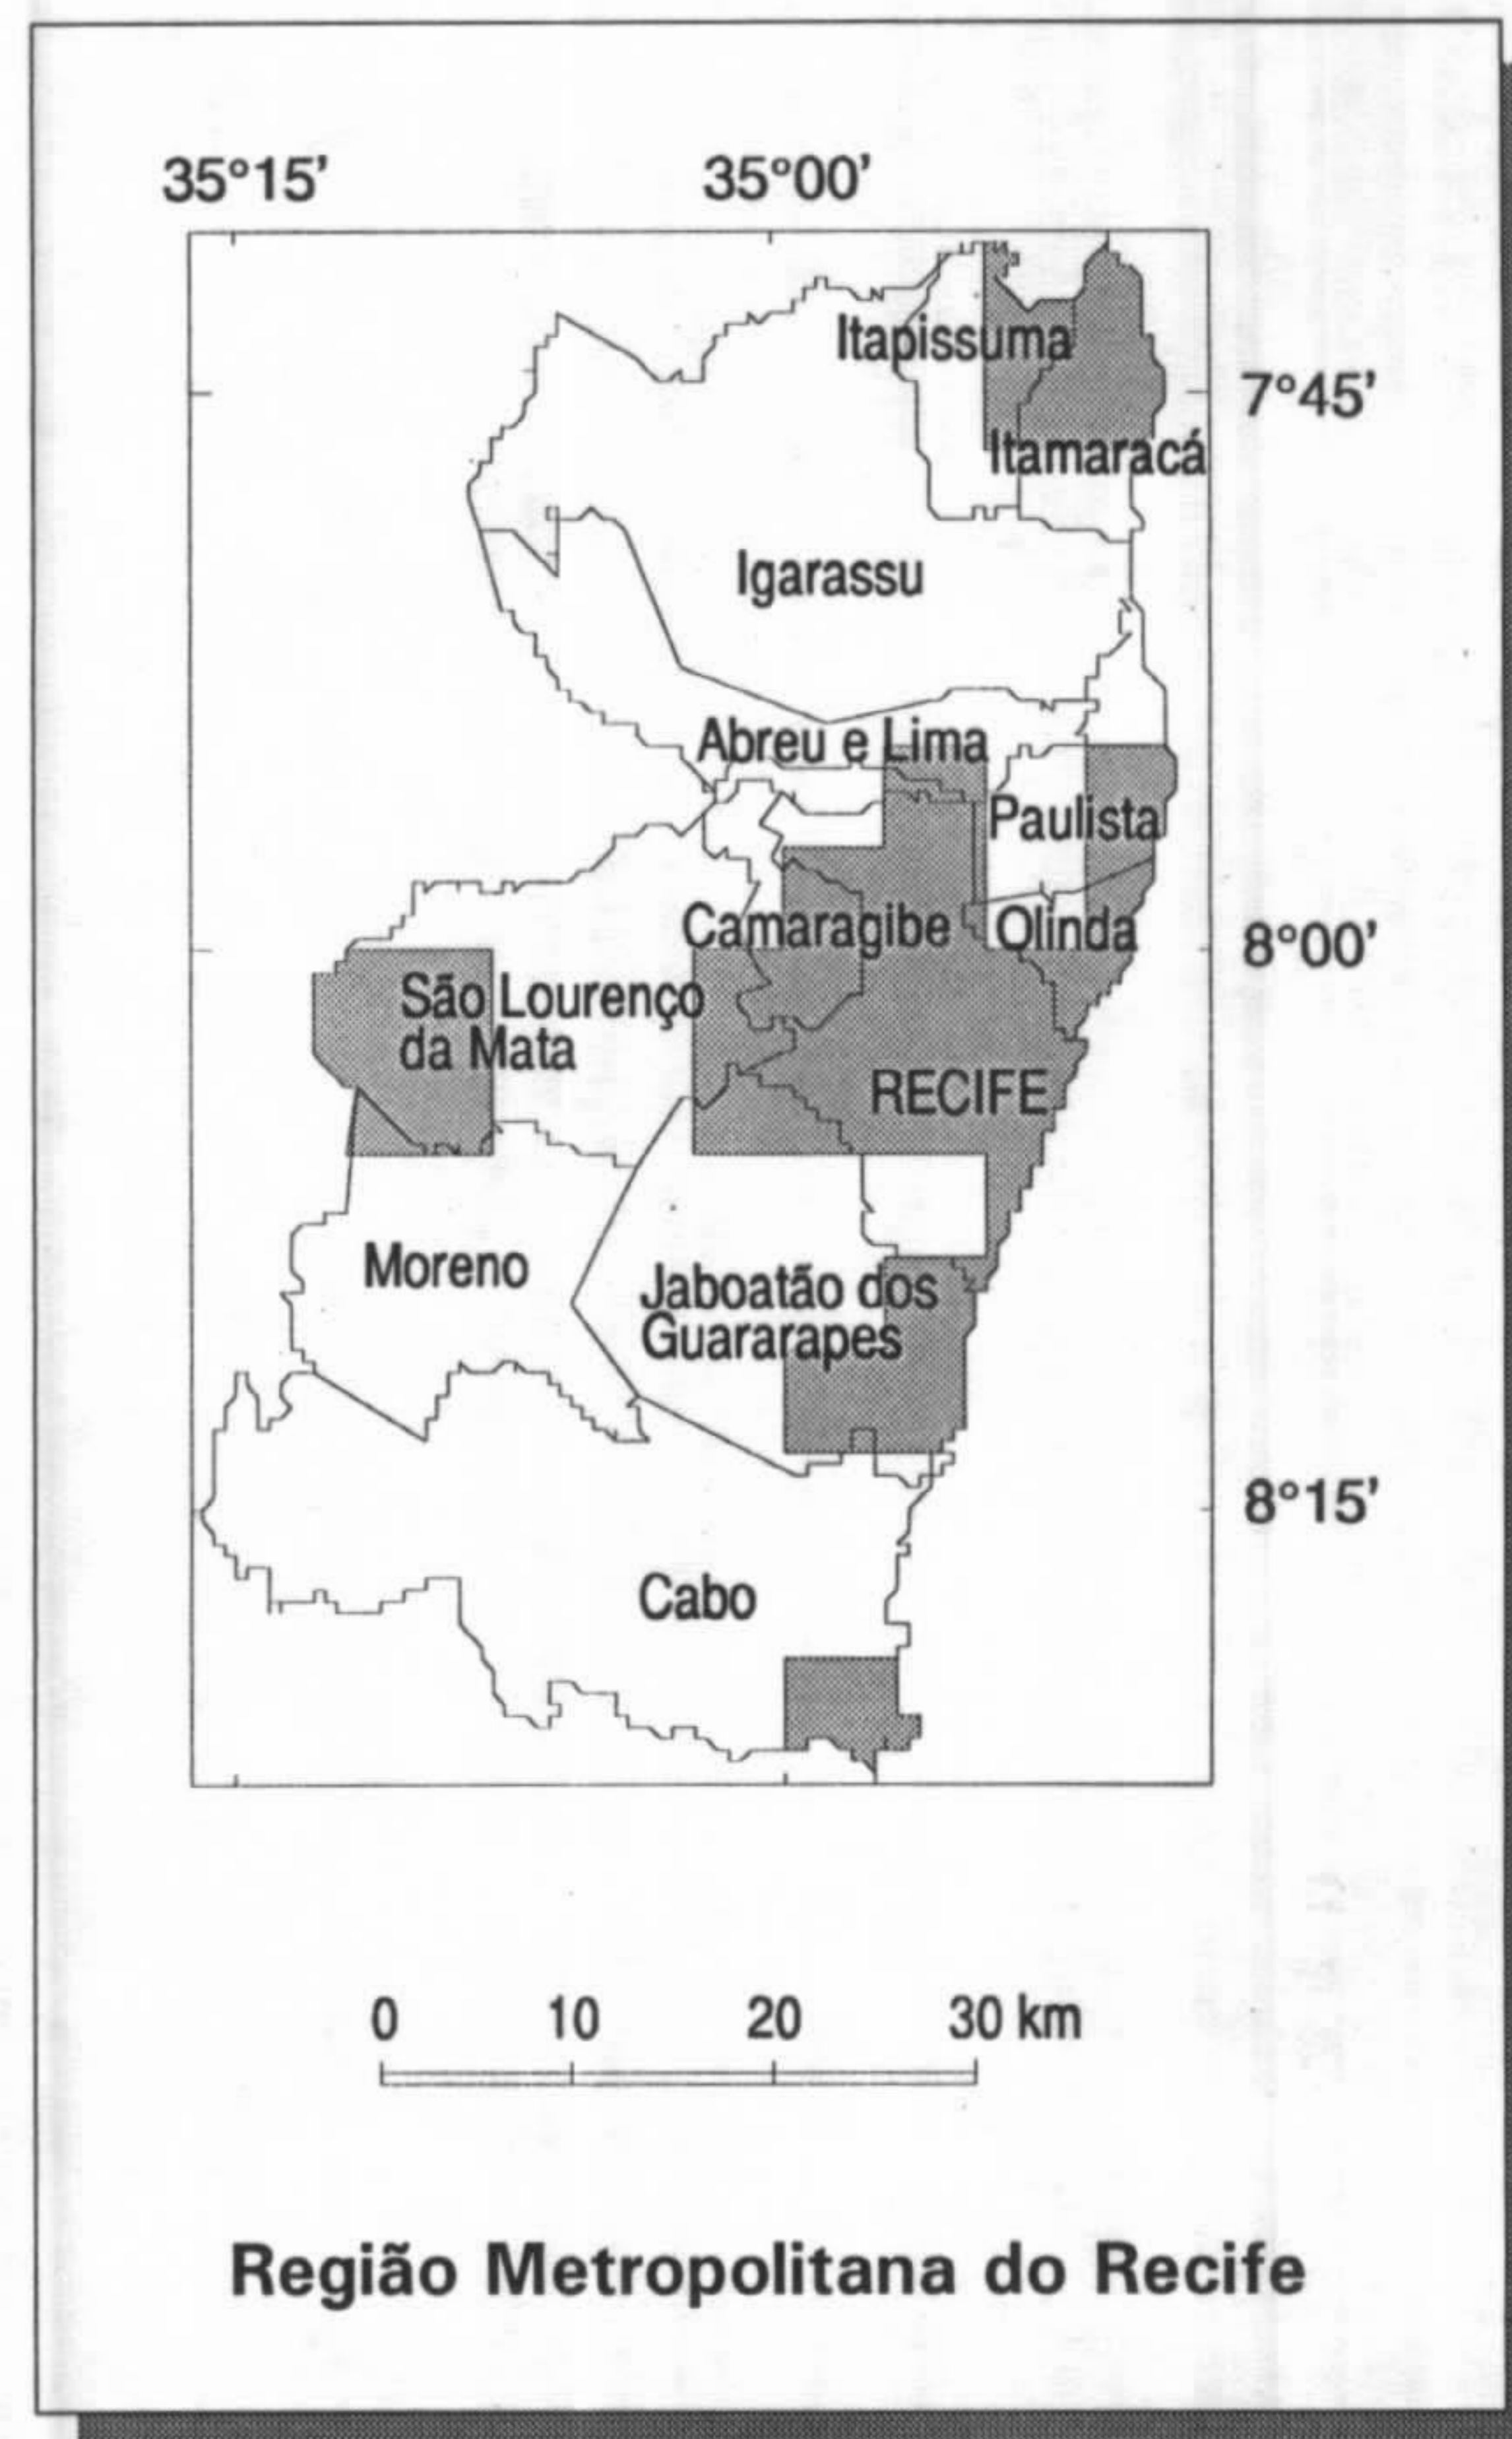 35°15’ 35°00’
Itapissuma
7°45’
Itamaracá
Igarassu
Abreu e Lima
Paulista
Camaragibe
Olinda
8°00’
São Lourenço
da Mata
RECIFE
Moreno
Jaboatão dos
Guararapes
8°15’
Cabo
0 10 20 30 km
Região Metropolitana do Recife